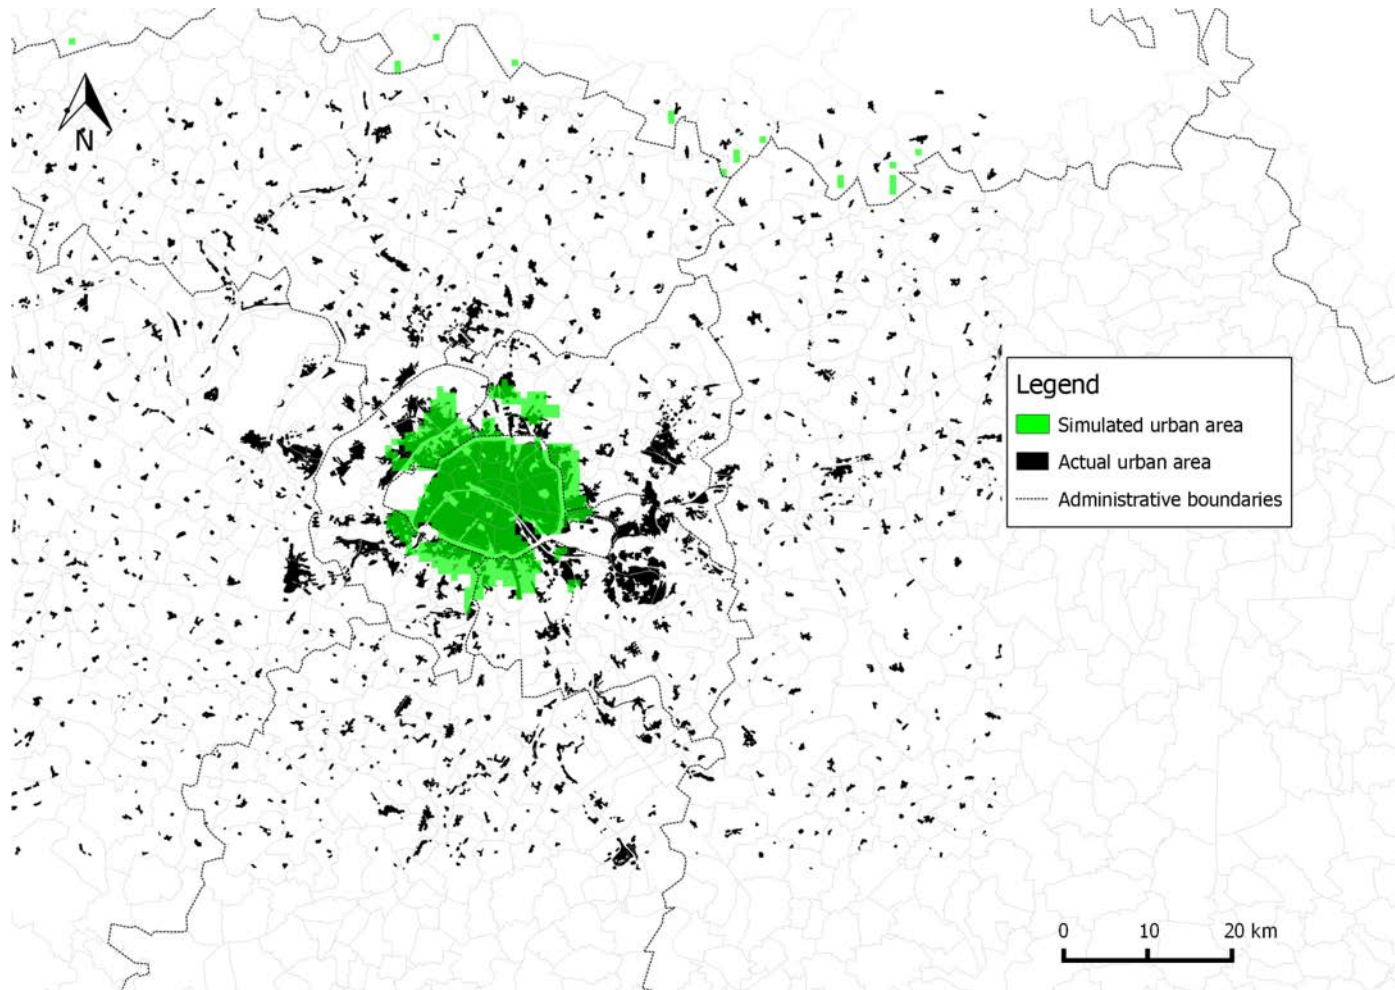 N
Legend
Simulated urban area
Actual urban area
Administrative boundaries
0 10 20 km